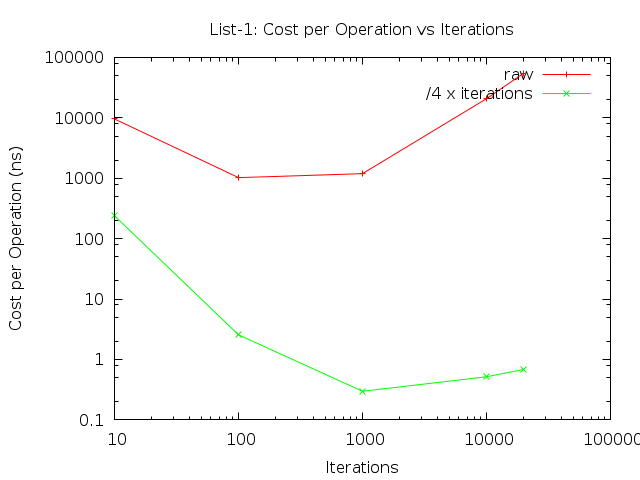 List-1: Cost per Operation vs Iterations
100000
10000
1000
100
10
1
0.1
Cost per Operation (ns)
raw
/4 x iterations
10 100 1000 10000 100000
Iterations